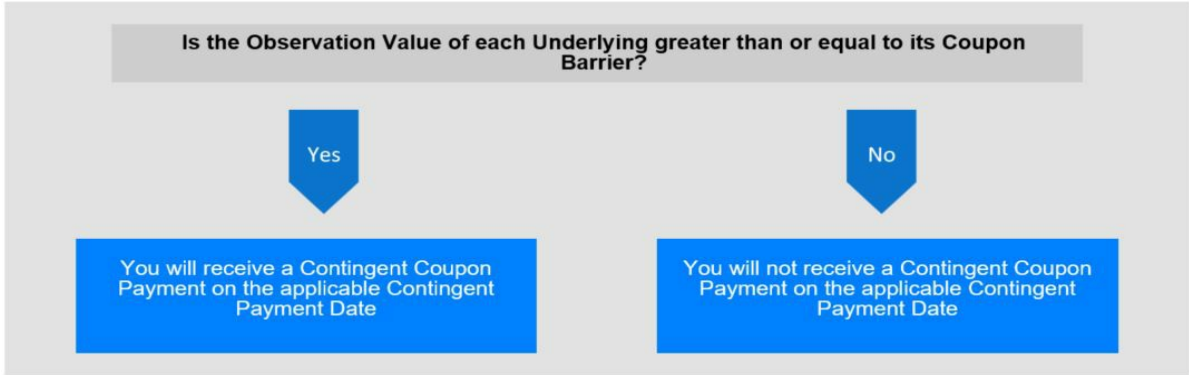 Is the Observation Value of each Underlying greater than or equal to its Coupon
Barrier?
Yes
No
You will receive a Contingent Coupon
Payment on the applicable Contingent
Payment Date
You will not receive a Contingent Coupon
Payment on the applicable Contingent
Payment Date